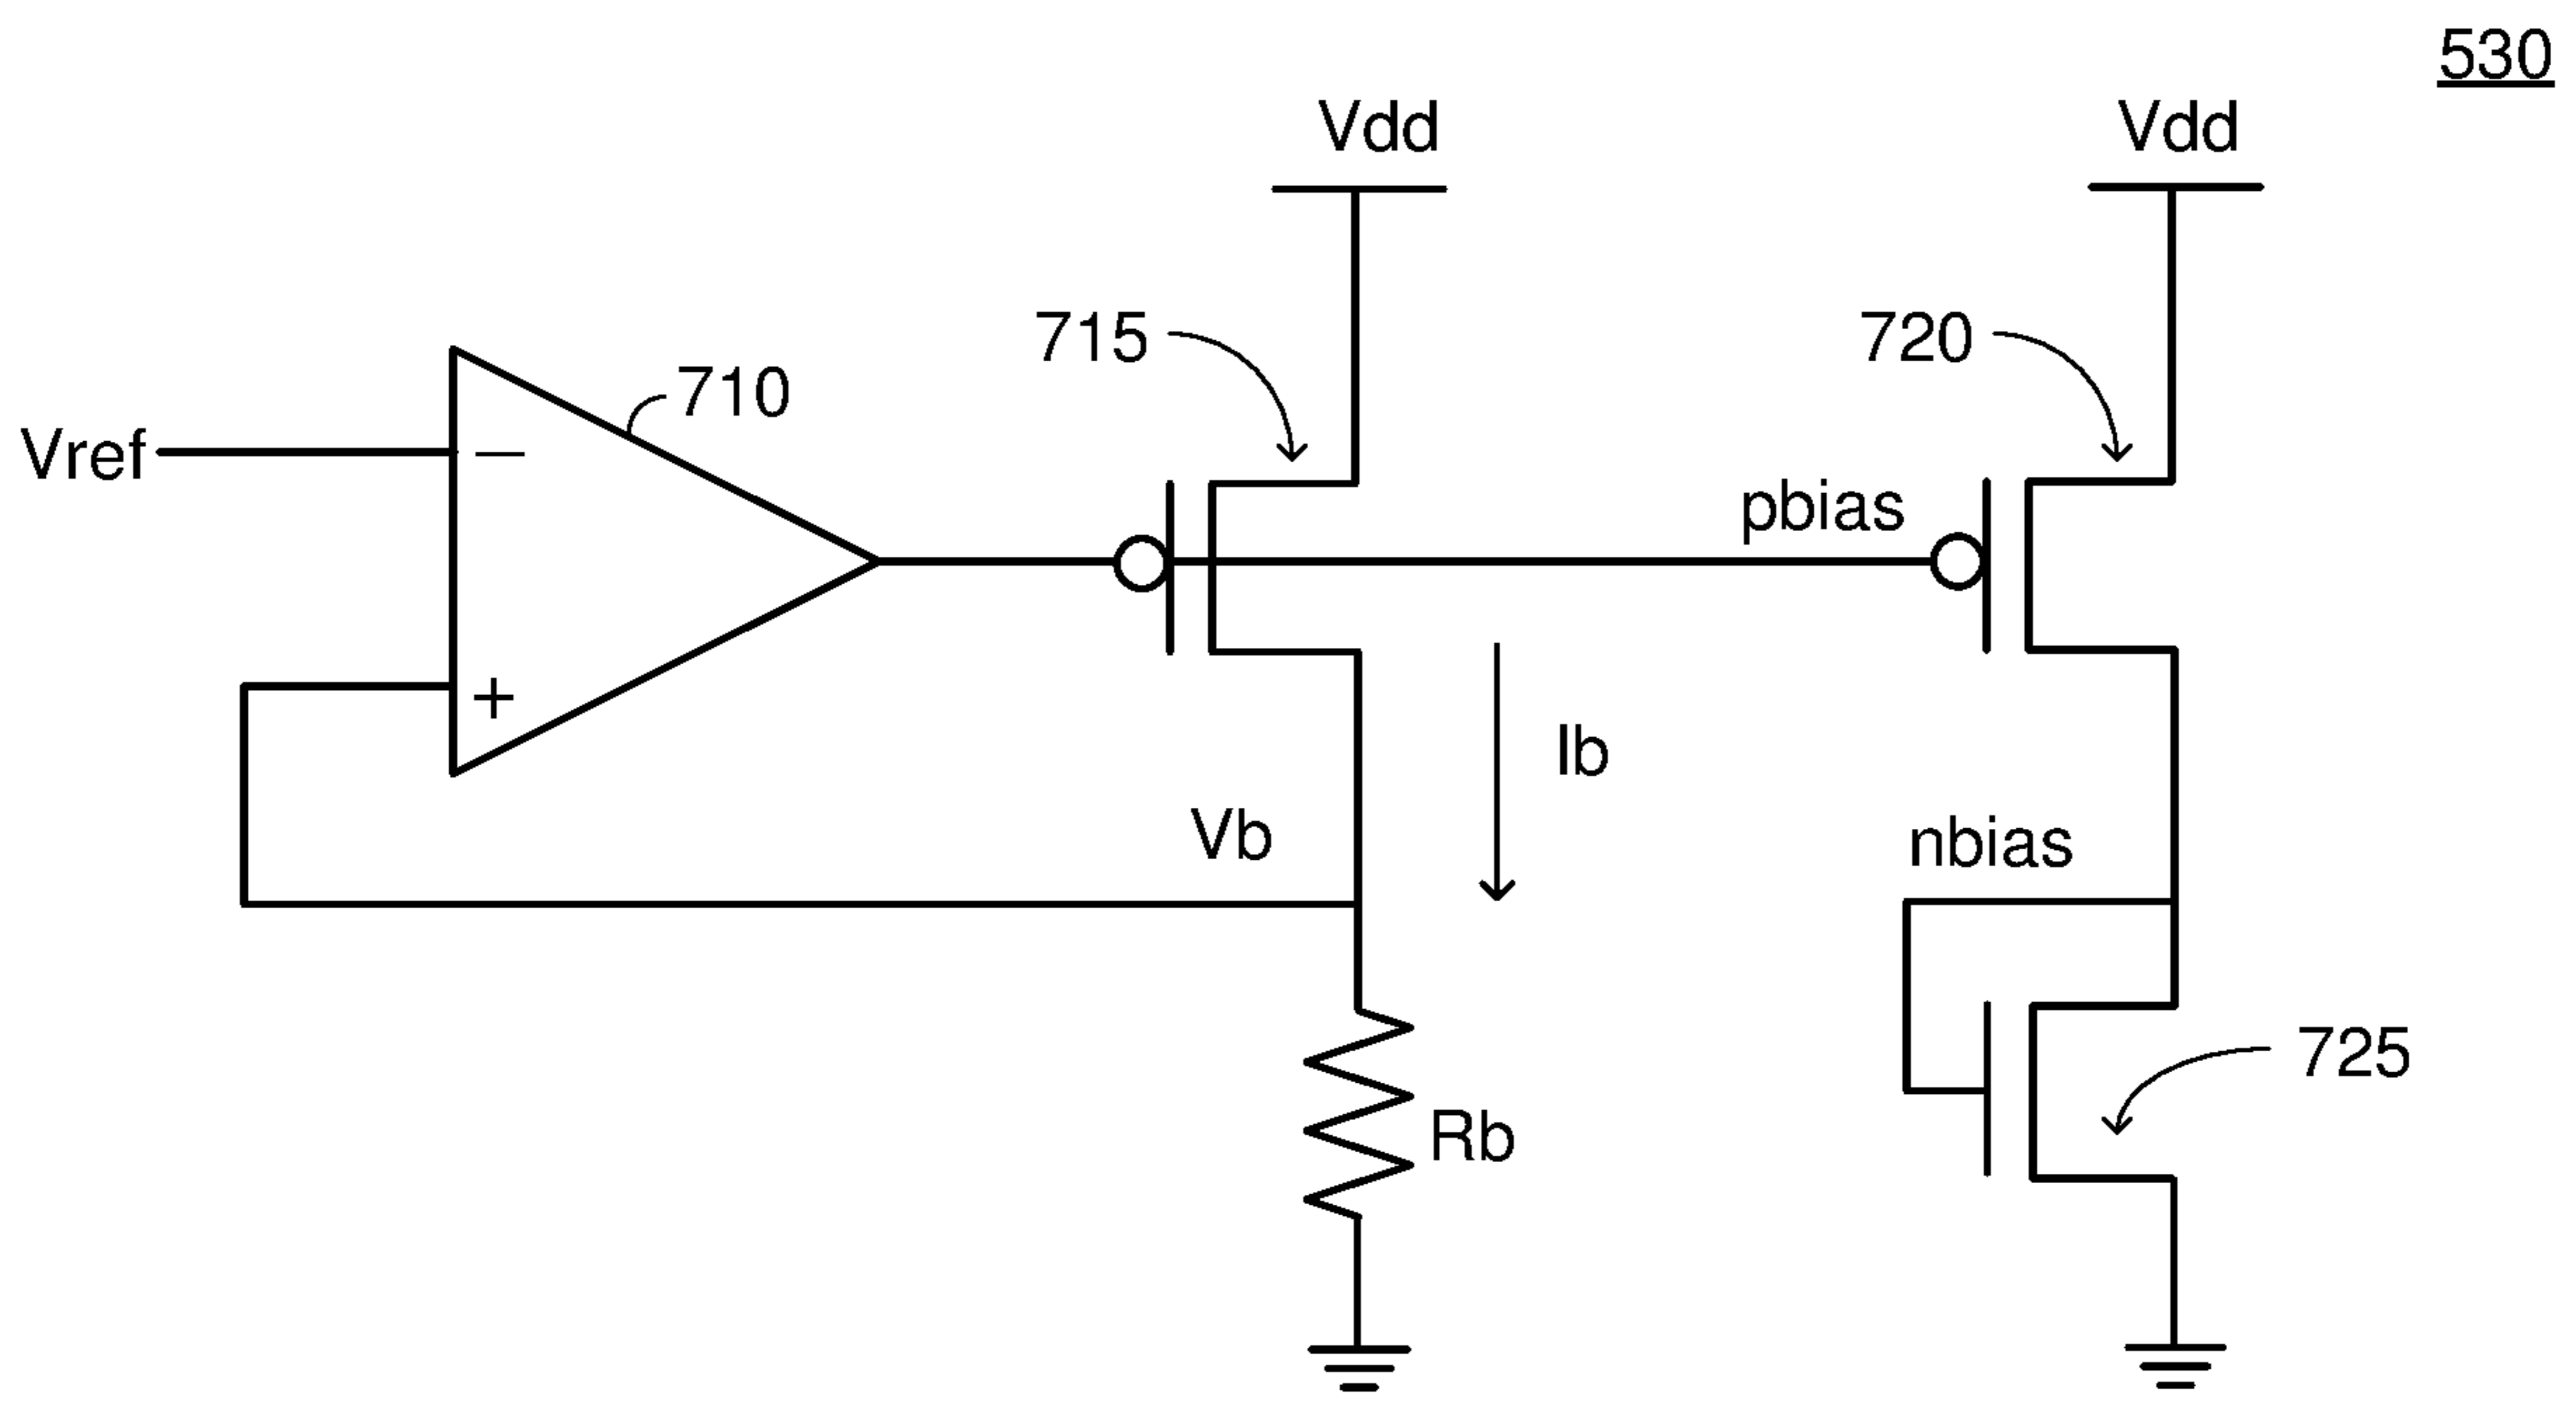 530
Vdd
Vdd
715
720
710
Vref
−
pbias
+
Ib
Vb
nbias
725
Rb